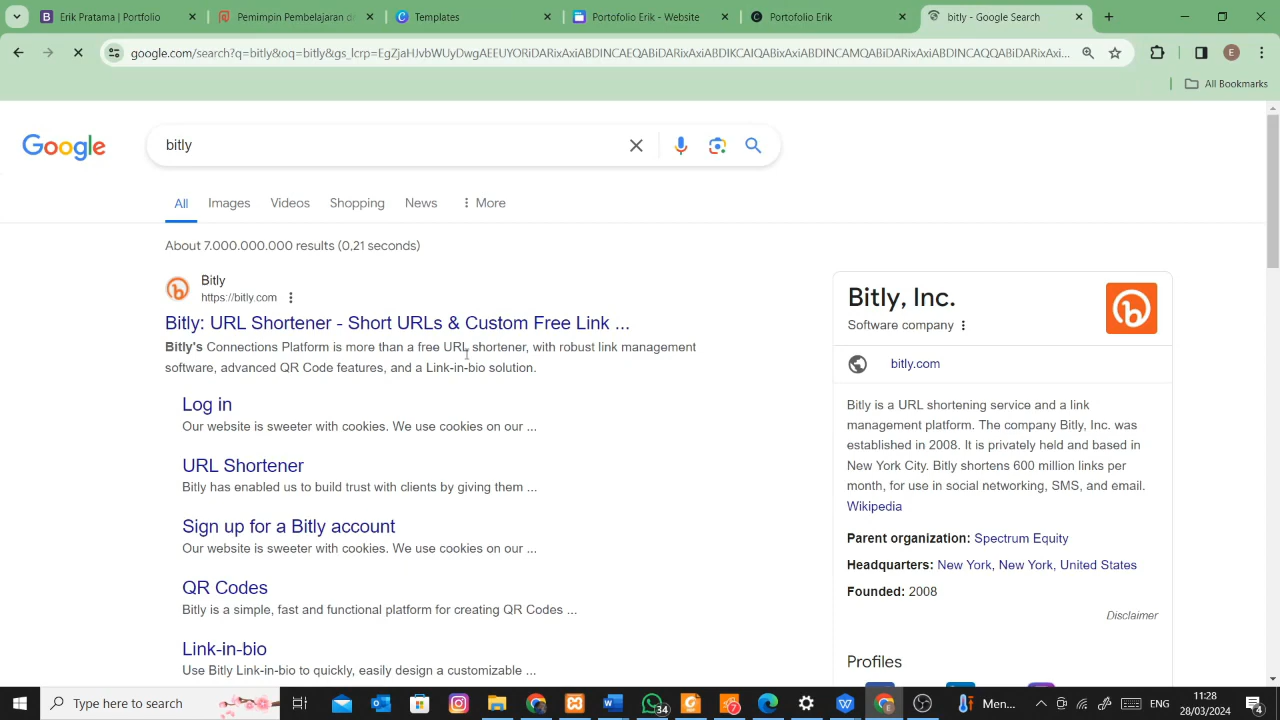 Erik Pratama | Portfolio
Pemimpin Pembelajaran d
Templates
Portofolio Erik - Website
Portofolio Erik
bitly - Google Search
google.com/search?q=bitly&oq=bitly&gs_lcrp=EgZjaHJvbWUyDwgAEEUYORiDARixAxiABDINCAEQABiDARixAxiABDIKCAIQABixAxiABDINCAMQABiDARixAxiABDINCAQQABiDARixAxi...
E
All Bookmarks
Google
bitly
All
Images
Videos
Shopping
News
More
About 7.000.000.000 results (0,21 seconds)
Bitly
https://bitly.com
Bitly: URL Shortener - Short URLs & Custom Free Link ...
Bitly's Connections Platform is more than a free URL shortener, with robust link management
software, advanced QR Code features, and a Link-in-bio solution.
Log in
Our website is sweeter with cookies. We use cookies on our ...
URL Shortener
Bitly has enabled us to build trust with clients by giving them ...
Sign up for a Bitly account
Our website is sweeter with cookies. We use cookies on our ...
QR Codes
Bitly is a simple, fast and functional platform for creating QR Codes ...
Link-in-bio
Use Bitly Link-in-bio to quickly, easily design a customizable ...
Bitly, Inc.
Software company
bitly.com
Bitly is a URL shortening service and a link
management platform. The company Bitly, Inc. was
established in 2008. It is privately held and based in
New York City. Bitly shortens 600 million links per
month, for use in social networking, SMS, and email.
Wikipedia
Parent organization: Spectrum Equity
Headquarters: New York, New York, United States
Founded: 2008
Disclaimer
Profiles
Type here to search
34
7
Men...
ENG
11:28
28/03/2024
4